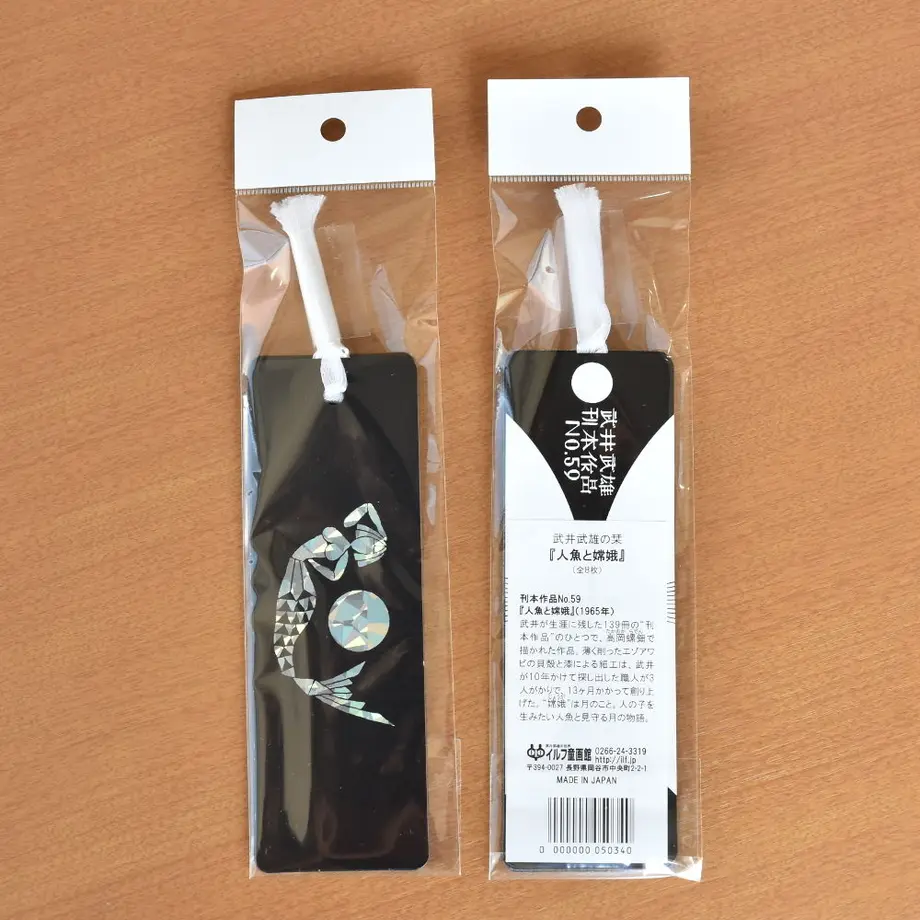 武井武雄
刊本作品
No.59
武井武雄の栞
『人魚と嫦娥』
(全8枚)
刊本作品No.59
『人魚と嫦娥』(1965年)
武井が生涯に残した139冊の“刊
本作品”のひとつで、高岡螺鈿で
描かれた作品。薄く削ったエゾアワ
ビの貝殻と漆による細工は、武井
が10年かけて探し出した職人が3
人がかりで、13ヶ月かかって創り上
げた。“嫦娥”は月のこと。人の子を
生みたい人魚と見守る月の物語。
イルフ童画館
0266-24-3319
http://ilf.jp
〒394-0027 長野県岡谷市中央町2-2-1
MADE IN JAPAN
0 000000 050340